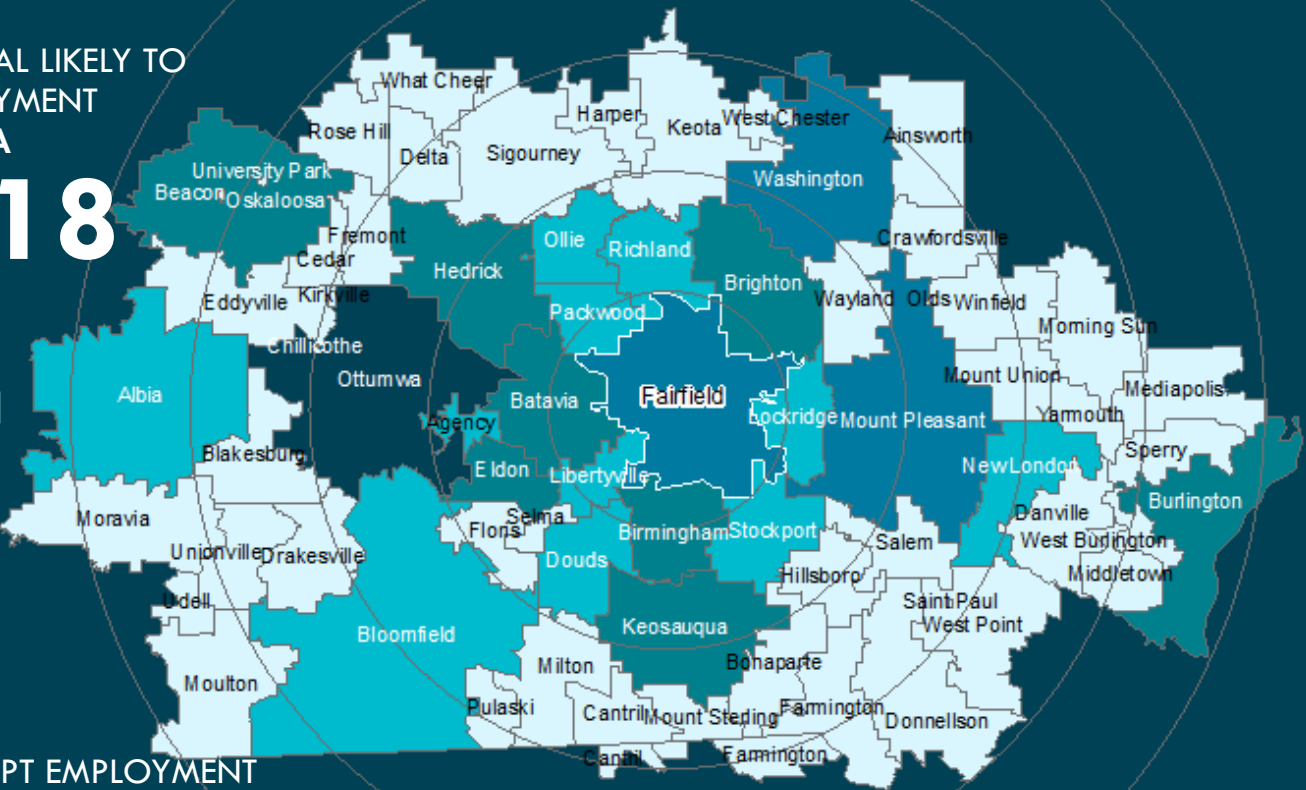 AL LIKELY TO
YMENT
A
18
What Cheer
Harper
Keota
West Chester
Rose Hill
Delta
Sigourney
Ainsworth
University Park
Beacon
Oskaloosa
Washington
Fremont
Cedar
Hedrick
Ollie
Richland
Brighton
Crawfordsville
Eddyville
Kirkville
Packwood
Wayland
Olds
Winfield
Morning Sun
Chillicothe
Ottumwa
Albia
Batavia
Fairfield
Mount Union
Mediapolis
Agency
Lockridge
Mount Pleasant
Yarmouth
Blakesburg
Eldon
Libertyville
New London
Sperry
Burlington
Moravia
Floris
Selma
Birmingham
Stockport
Danville
Unionville
Drakesville
Douds
Salem
West Burlington
Hillsboro
Middletown
Udell
Saint Paul
West Point
Bloomfield
Keosauqua
Milton
Bonaparte
Moulton
Pulaski
Cantril
Mount Sterling
Farmington
Donnellson
Cantril
Farmington
PT EMPLOYMENT